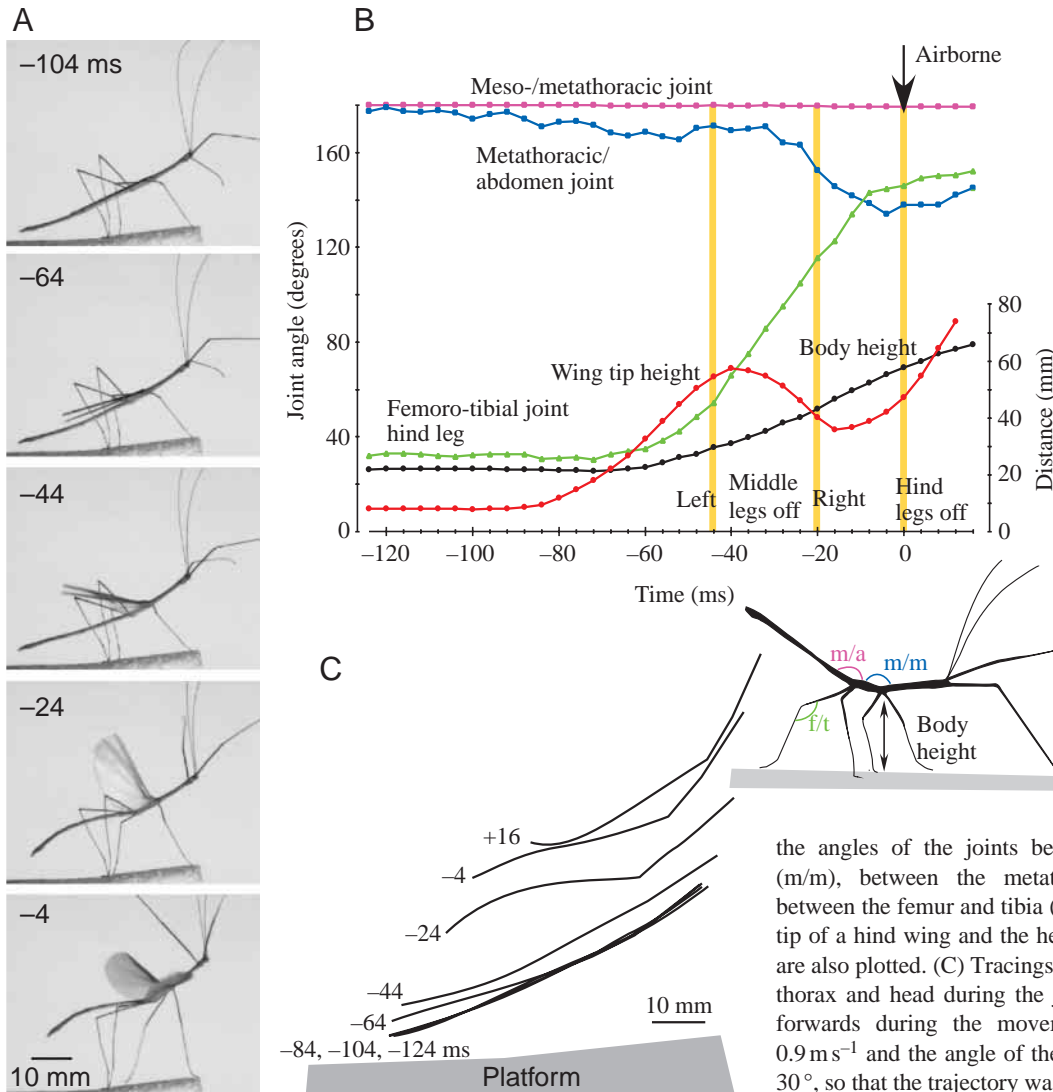 A
–104 ms
–64
–44
–24
–4
10 mm
B
Airborne
Meso-/metathoracic joint
Metathoracic/
abdomen joint
Wing tip height
Body height
Femoro-tibial joint
hind leg
Left
Middle
legs off
Right
Hind
legs off
Joint angle (degrees)
160
120
80
40
0
80
60
40
20
0
Distance (mm)
–120
–100
–80
–60
–40
–20
0
Time (ms)
C
m/a
m/m
f/t
Body
height
+16
–4
–24
–44
–64
–84, –104, –124 ms
10 mm
Platform
the angles of the joints be
(m/m), between the metat
between the femur and tibia (
tip of a hind wing and the he
are also plotted. (C) Tracings
thorax and head during the
forwards during the mover
0.9 m s–1 and the angle of the
30°, so that the trajectory wa